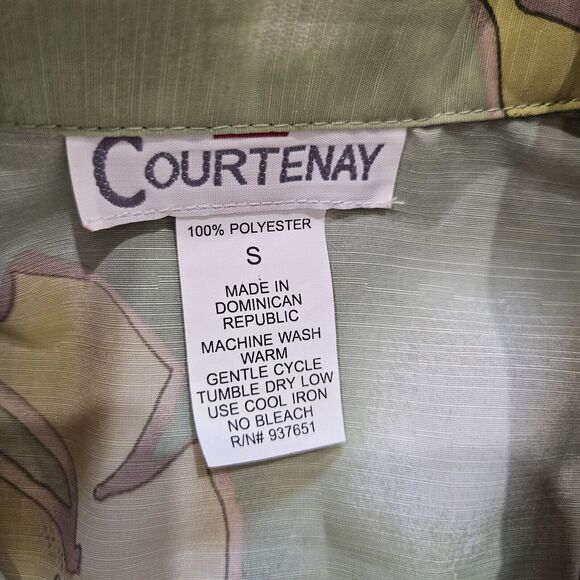 COURTENAY
100% POLYESTER
S
MADE IN
DOMINICAN
REPUBLIC
MACHINE WASH
WARM
GENTLE CYCLE
TUMBLE DRY LOW
USE COOL IRON
NO BLEACH
R/N# 937651